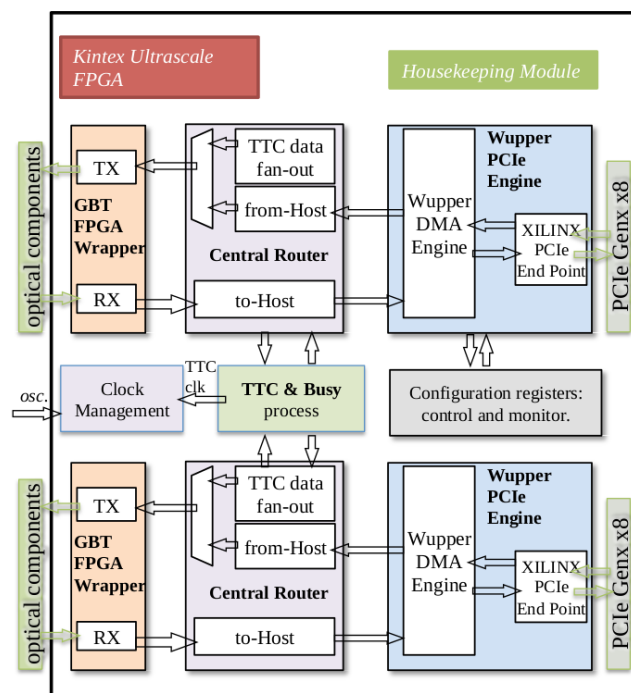 Kintex Ultrascale
FPGA
Housekeeping Module
optical components
TX
GBT
FPGA
Wrapper
RX
TTC data
fan-out
from-Host
Central Router
to-Host
Wupper
DMA
Engine
Wupper
PCIe
Engine
XILINX
PCIe
End Point
PCIe Genx x8
osc.
Clock
Management
TTC
clk
TTC & Busy
process
Configuration registers:
control and monitor.
optical components
TX
GBT
FPGA
Wrapper
RX
TTC data
fan-out
from-Host
Central Router
to-Host
Wupper
DMA
Engine
Wupper
PCIe
Engine
XILINX
PCIe
End Point
PCIe Genx x8